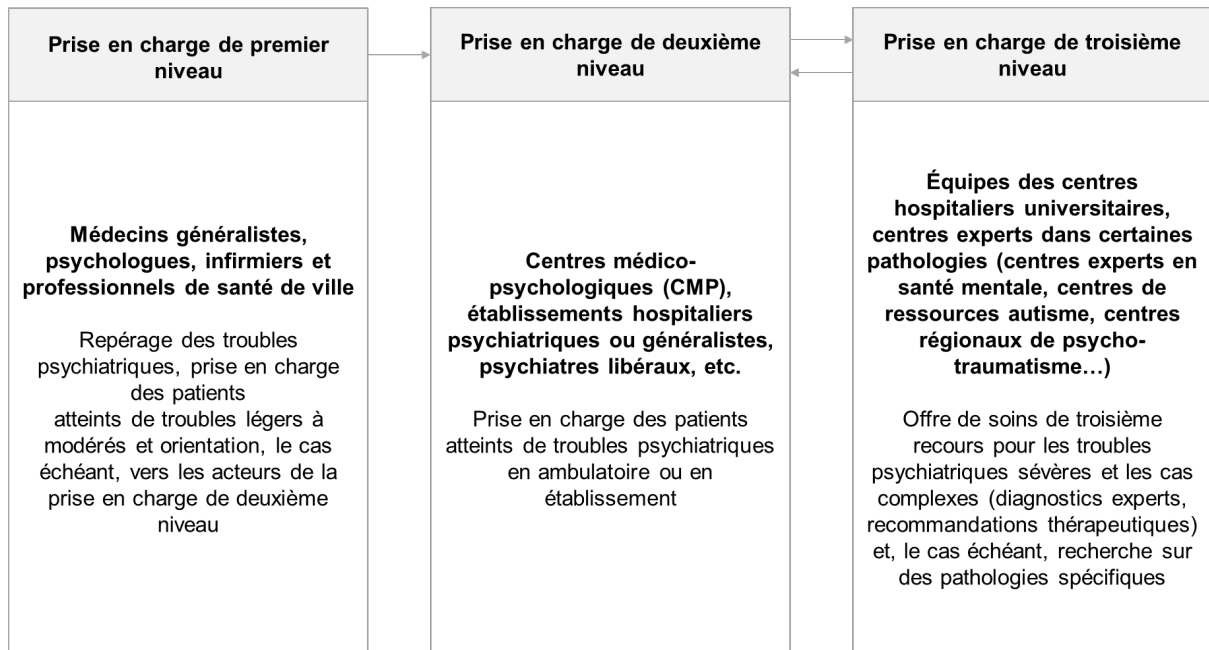 Prise en charge de premier
niveau
Médecins généralistes,
psychologues, infirmiers et
professionnels de santé de ville
Repérage des troubles
psychiatriques, prise en charge
des patients
atteints de troubles légers à
modérés et orientation, le cas
échéant, vers les acteurs de la
prise en charge de deuxième
niveau
Prise en charge de deuxième
niveau
Centres médico-
psychologiques (CMP),
établissements hospitaliers
psychiatriques ou généralistes,
psychiatres libéraux, etc.
Prise en charge des patients
atteints de troubles psychiatriques
en ambulatoire ou en
établissement
Prise en charge de troisième
niveau
Équipes des centres
hospitaliers universitaires,
centres experts dans certaines
pathologies (centres experts en
santé mentale, centres de
ressources autisme, centres
régionaux de psycho-
traumatisme…)
Offre de soins de troisième
recours pour les troubles
psychiatriques sévères et les cas
complexes (diagnostics experts,
recommandations thérapeutiques)
et, le cas échéant, recherche sur
des pathologies spécifiques